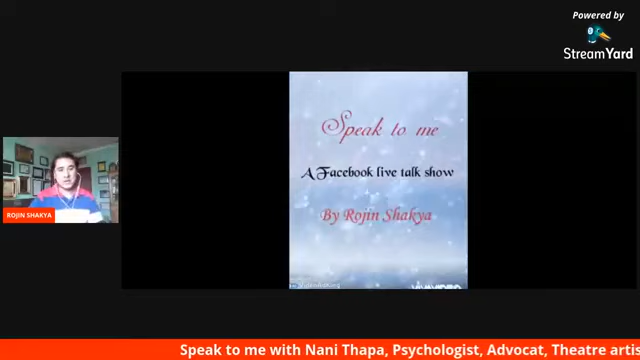 Powered by
StreamYard
Speak to me
A Facebook live talk show
By Rojin Shakya
ROJIN SHAKYA
VIVAVIDEO
Speak to me with Nani Thapa, Psychologist, Advocat, Theatre artis